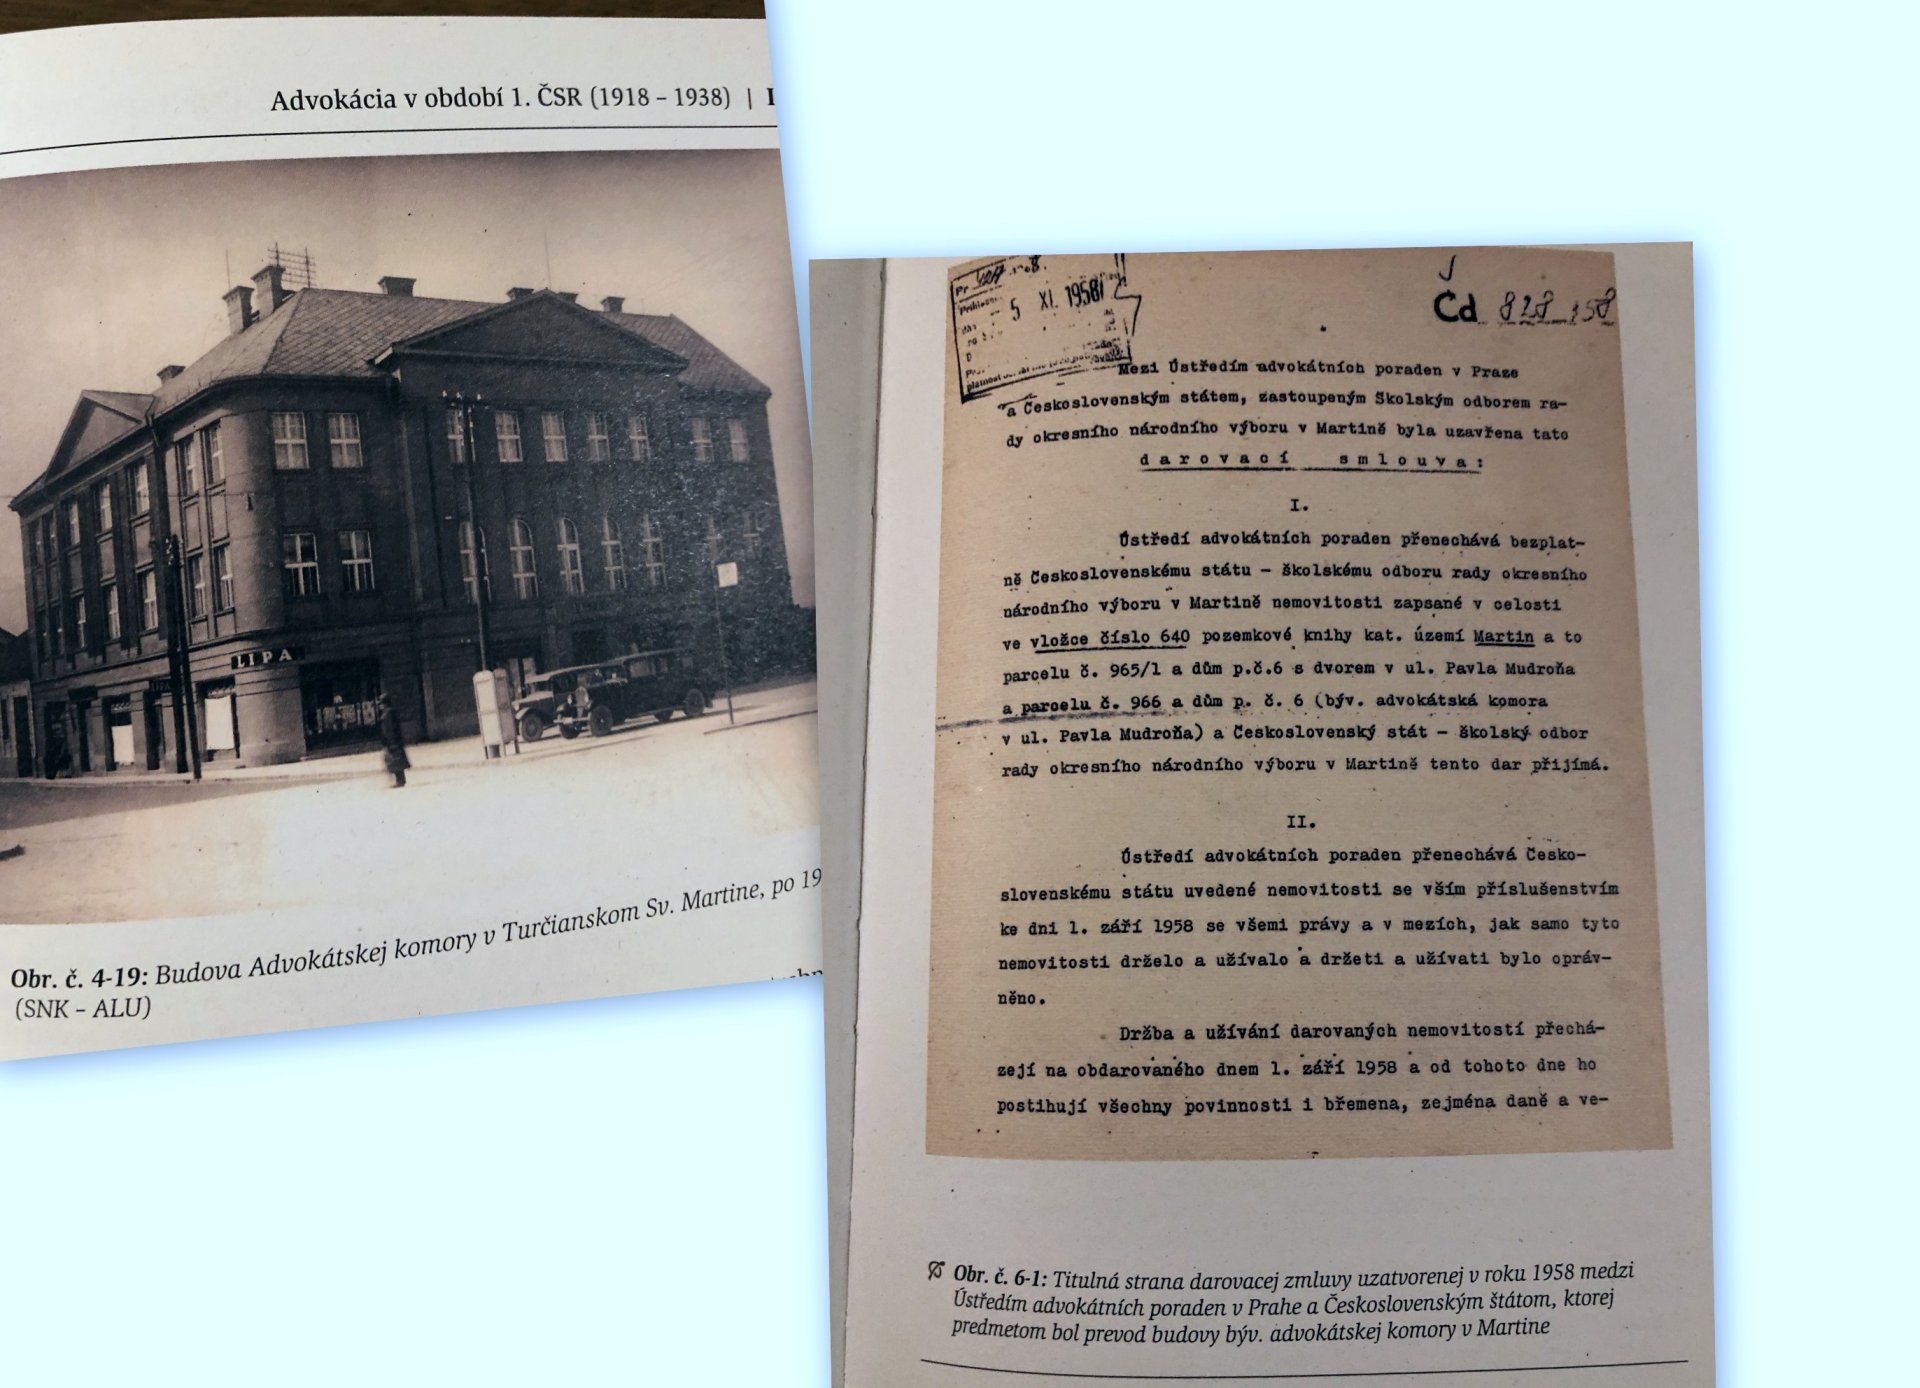 Advokácia v období 1. ČSR (1918 – 1938) |
LIPA
Obr. č. 4-19: Budova Advokátskej komory v Turčianskom Sv. Martine, po 19
(SNK – ALU)
5 XI. 1958
Čd 828 58
Mezi Ústředím advokátních poraden v Praze
a Československým státem, zastoupeným Školským odborem ra-
dy okresního národního výboru v Martině byla uzavřena tato
darovací smlouva:
I.
Ústředí advokátních poraden přenechává bezplat-
ně Československému státu – školskému odboru rady okresního
národního výboru v Martině nemovitosti zapsané v celosti
ve vložce číslo 640 pozemkové knihy kat. území Martin a to
parcelu č. 965/1 a dům p.č.6 s dvorem v ul. Pavla Mudroňa
a parcelu č. 966 a dům p. č. 6 (býv. advokátská komora
v ul. Pavla Mudroňa) a Československý stát – školský odbor
rady okresního národního výboru v Martině tento dar přijímá.
II.
Ústředí advokátních poraden přenechává Česko-
slovenskému státu uvedené nemovitosti se vším příslušenstvím
ke dni 1. září 1958 se všemi právy a v mezích, jak samo tyto
nemovitosti drželo a užívalo a držeti a užívati bylo opráv-
něno.
Držba a užívání darovaných nemovitostí přechá-
zejí na obdarovaného dnem 1. září 1958 a od tohoto dne ho
postihují všechny povinnosti i břemena, zejména daně a ve-
Obr. č. 6-1: Titulná strana darovacej zmluvy uzatvorenej v roku 1958 medzi
Ústředím advokátních poraden v Prahe a Československým štátom, ktorej
predmetom bol prevod budovy býv. advokátskej komory v Martine